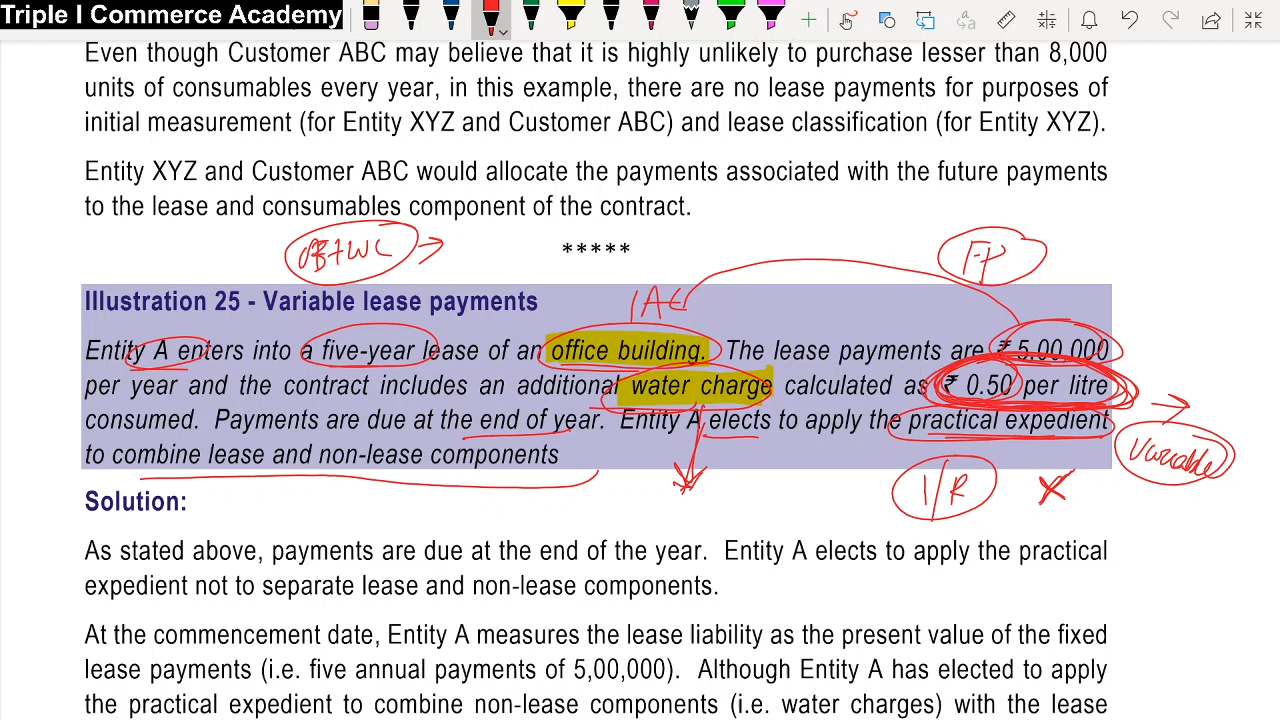 Triple I Commerce Academy
Even though Customer ABC may believe that it is highly unlikely to purchase lesser than 8,000
units of consumables every year, in this example, there are no lease payments for purposes of
initial measurement (for Entity XYZ and Customer ABC) and lease classification (for Entity XYZ).
Entity XYZ and Customer ABC would allocate the payments associated with the future payments
to the lease and consumables component of the contract.
OB+WC
*****
FP
Illustration 25 - Variable lease payments
Entity A enters into a five-year lease of an office building. The lease payments are ₹ 5,00,000
per year and the contract includes an additional water charge calculated as ₹ 0.50 per litre
consumed. Payments are due at the end of year. Entity A elects to apply the practical expedient
to combine lease and non-lease components
Variable
I/R
Solution:
As stated above, payments are due at the end of the year. Entity A elects to apply the practical
expedient not to separate lease and non-lease components.
At the commencement date, Entity A measures the lease liability as the present value of the fixed
lease payments (i.e. five annual payments of 5,00,000). Although Entity A has elected to apply
the practical expedient to combine non-lease components (i.e. water charges) with the lease